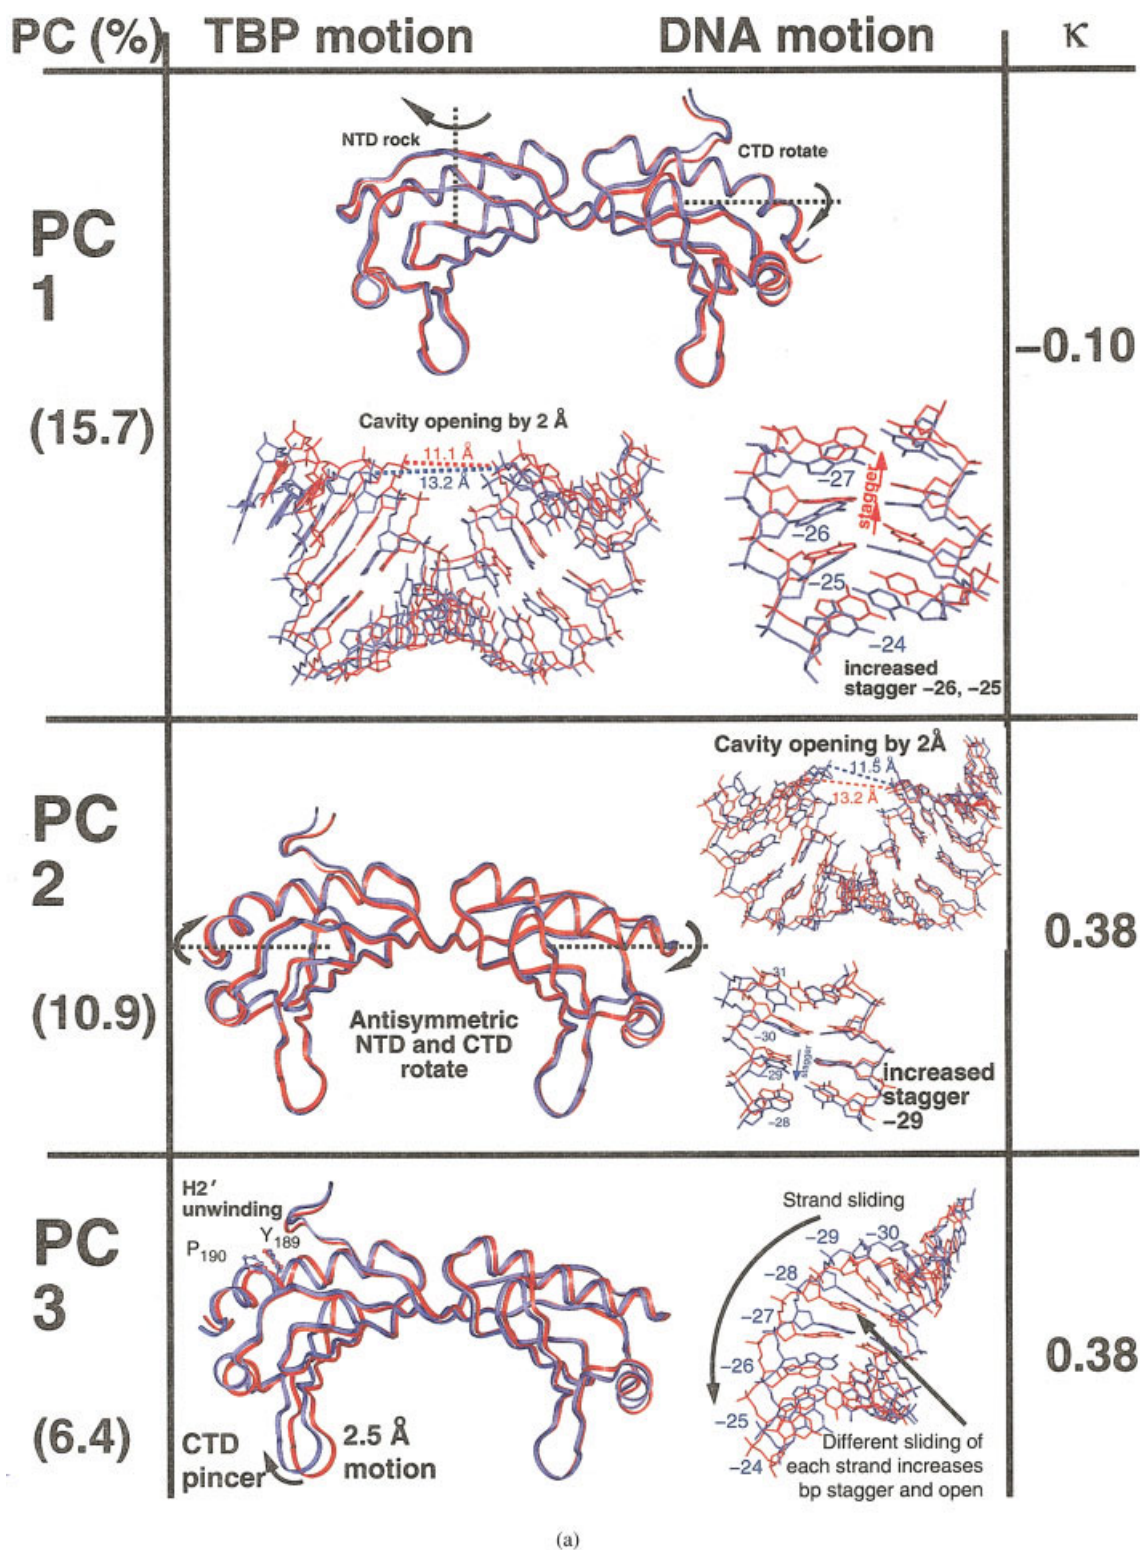 PC (%) TBP motion DNA motion κ
NTD rock
CTD rotate
PC
1
(15.7)
−0.10
Cavity opening by 2 Å
11.1 Å
13.2 Å
−27
stagger
−26
−25
−24
increased
stagger −26, −25
PC
2
(10.9)
0.38
Antisymmetric
NTD and CTD
rotate
Cavity opening by 2Å
11.5 Å
13.2 Å
−31
−30
stagger
−29
−28
increased
stagger
−29
PC
3
(6.4)
0.38
H2′
unwinding
P190
Y189
CTD
pincer
2.5 Å
motion
Strand sliding
−29 −30
−28
−27
−26
−25
−24
Different sliding of
each strand increases
bp stagger and open
(a)